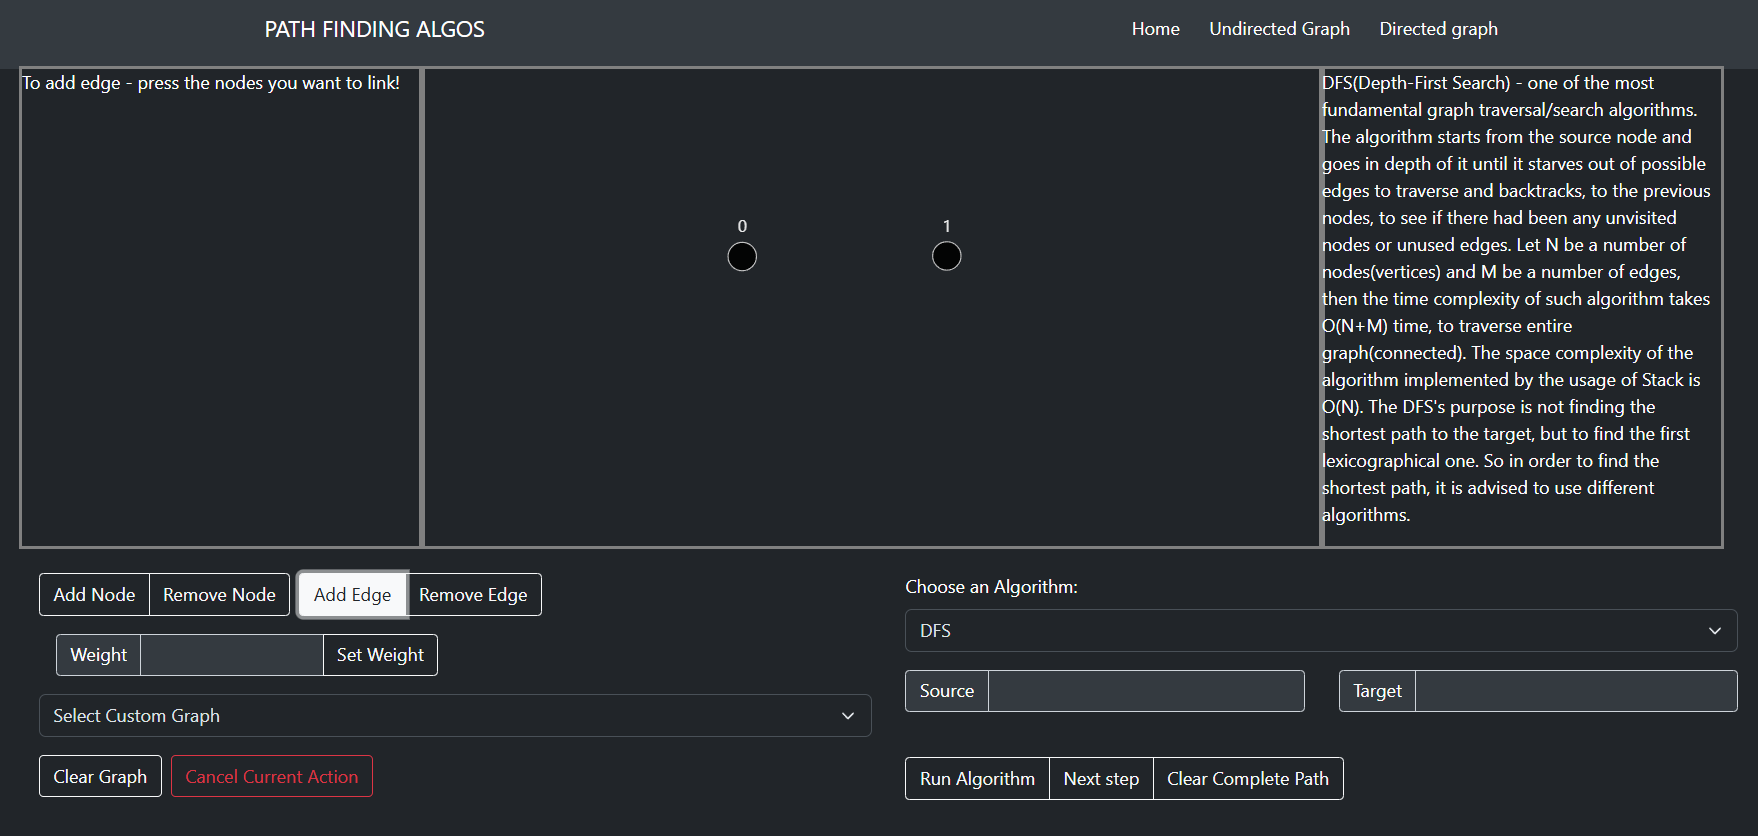 PATH FINDING ALGOS
Home
Undirected Graph
Directed graph
To add edge - press the nodes you want to link!
0
1
DFS(Depth-First Search) - one of the most
fundamental graph traversal/search algorithms.
The algorithm starts from the source node and
goes in depth of it until it starves out of possible
edges to traverse and backtracks, to the previous
nodes, to see if there had been any unvisited
nodes or unused edges. Let N be a number of
nodes(vertices) and M be a number of edges,
then the time complexity of such algorithm takes
O(N+M) time, to traverse entire
graph(connected). The space complexity of the
algorithm implemented by the usage of Stack is
O(N). The DFS's purpose is not finding the
shortest path to the target, but to find the first
lexicographical one. So in order to find the
shortest path, it is advised to use different
algorithms.
Add Node
Remove Node
Add Edge
Remove Edge
Weight
Set Weight
Select Custom Graph
Clear Graph
Cancel Current Action
Choose an Algorithm:
DFS
Source
Target
Run Algorithm
Next step
Clear Complete Path